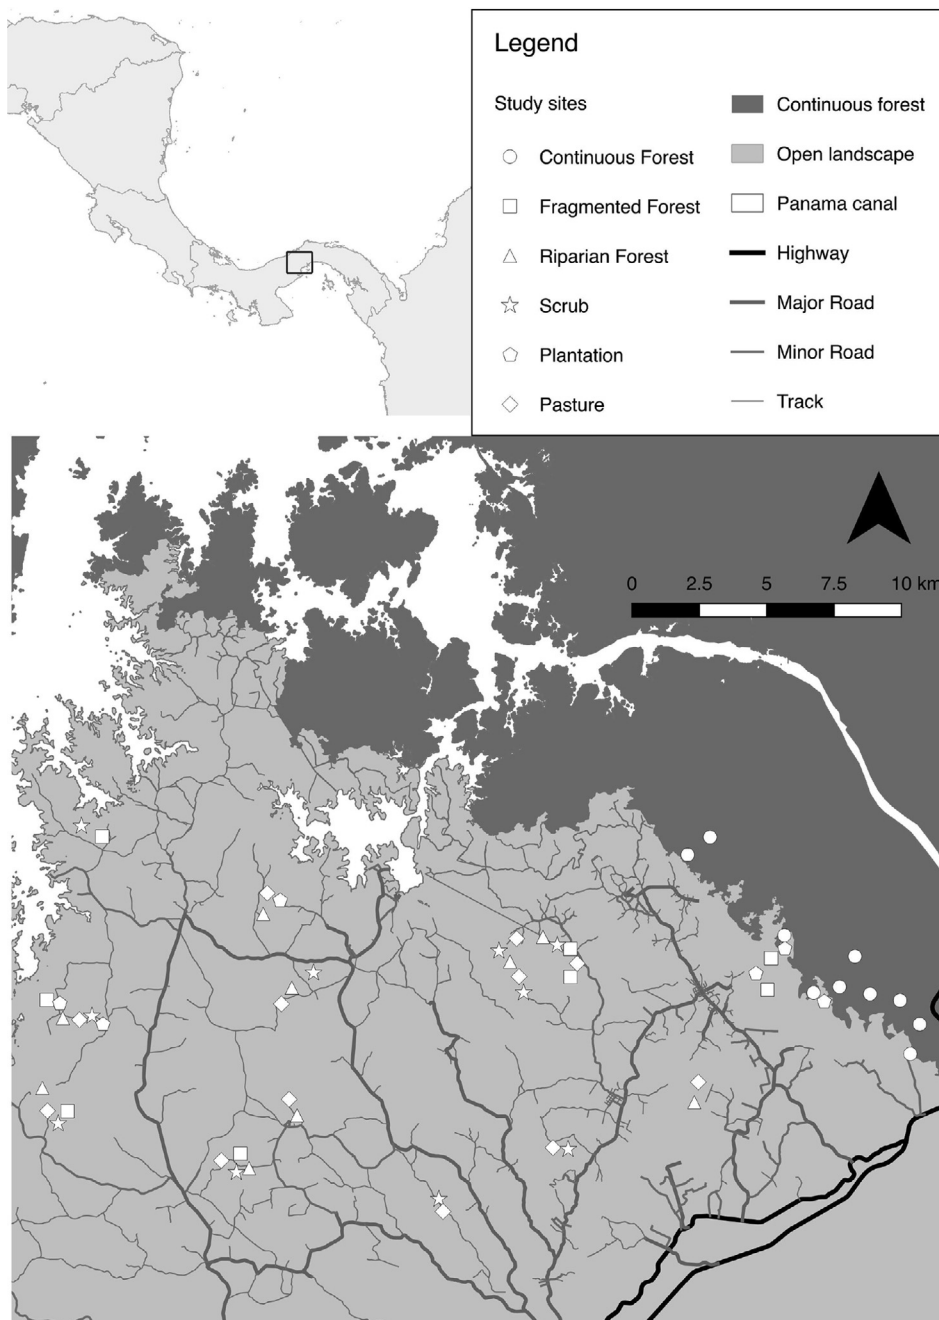 Legend
Study sites
Continuous Forest
Fragmented Forest
Riparian Forest
Scrub
Plantation
Pasture
Continuous forest
Open landscape
Panama canal
Highway
Major Road
Minor Road
Track
0 2.5 5 7.5 10 km